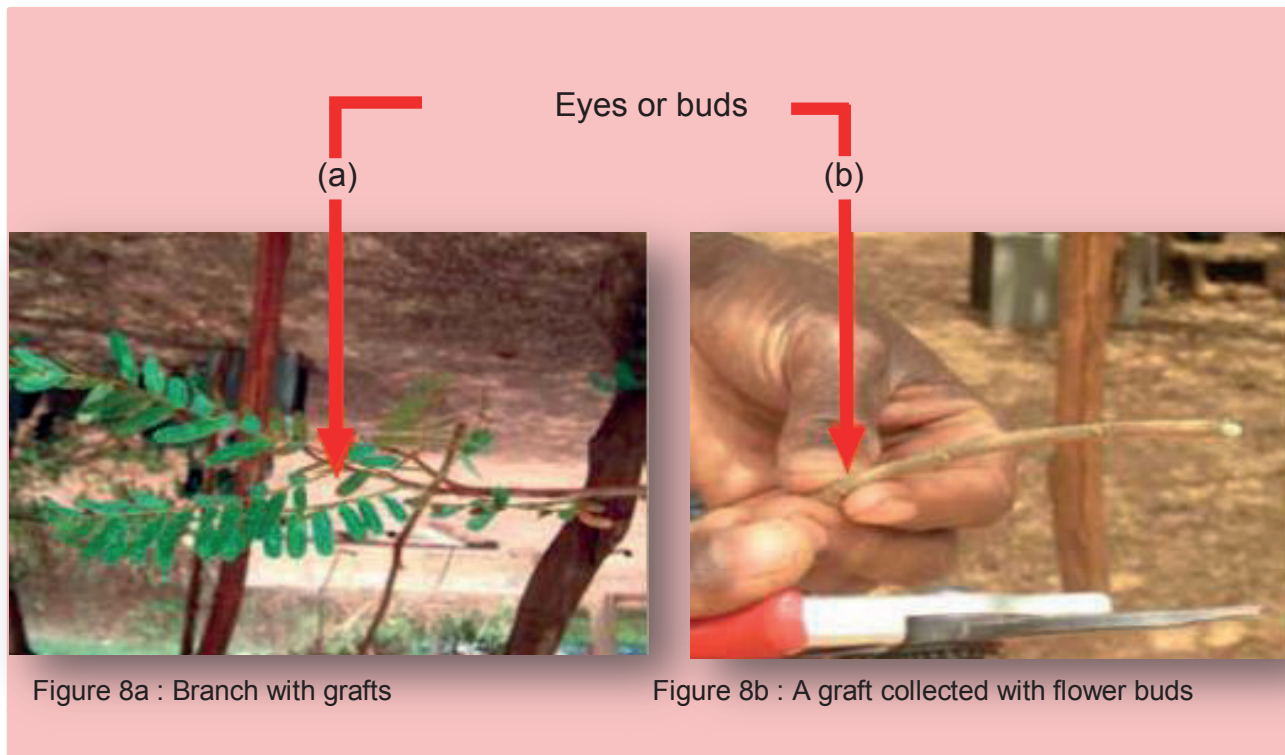 Eyes or buds
(a)
(b)
Figure 8a : Branch with grafts
Figure 8b : A graft collected with flower buds